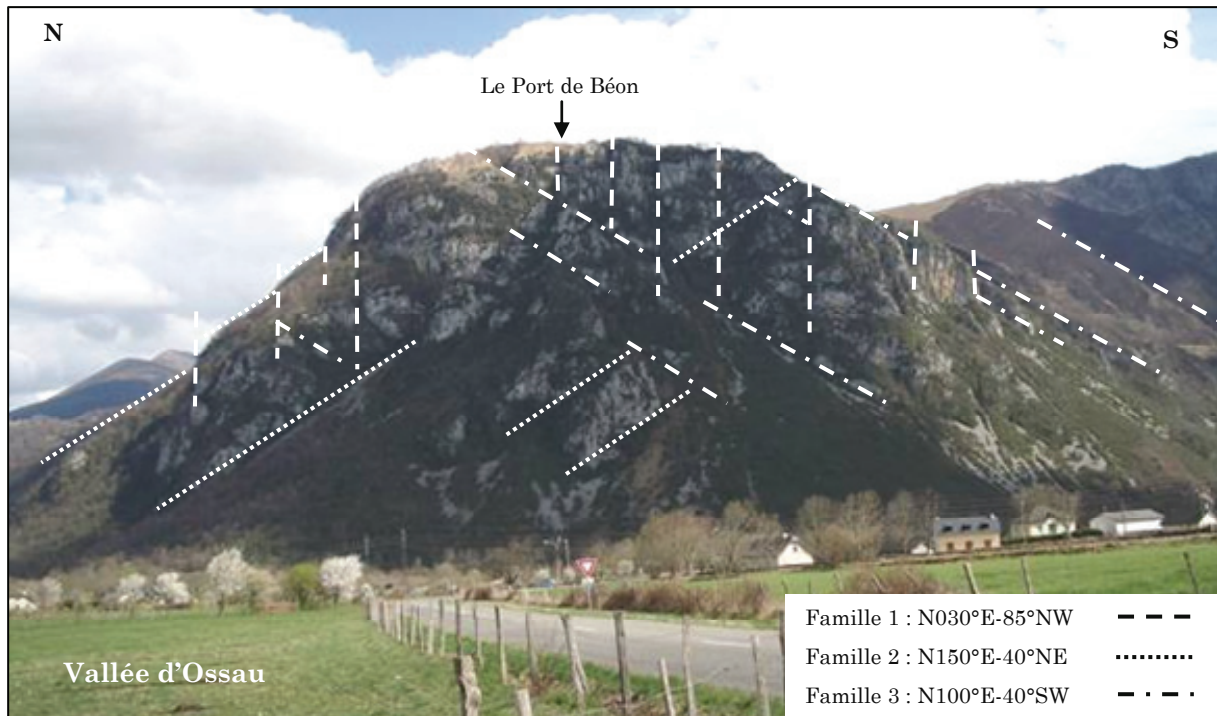 N
S
Le Port de Béon
Famille 1 : N030°E-85°NW
Famille 2 : N150°E-40°NE
Famille 3 : N100°E-40°SW
Vallée d'Ossau